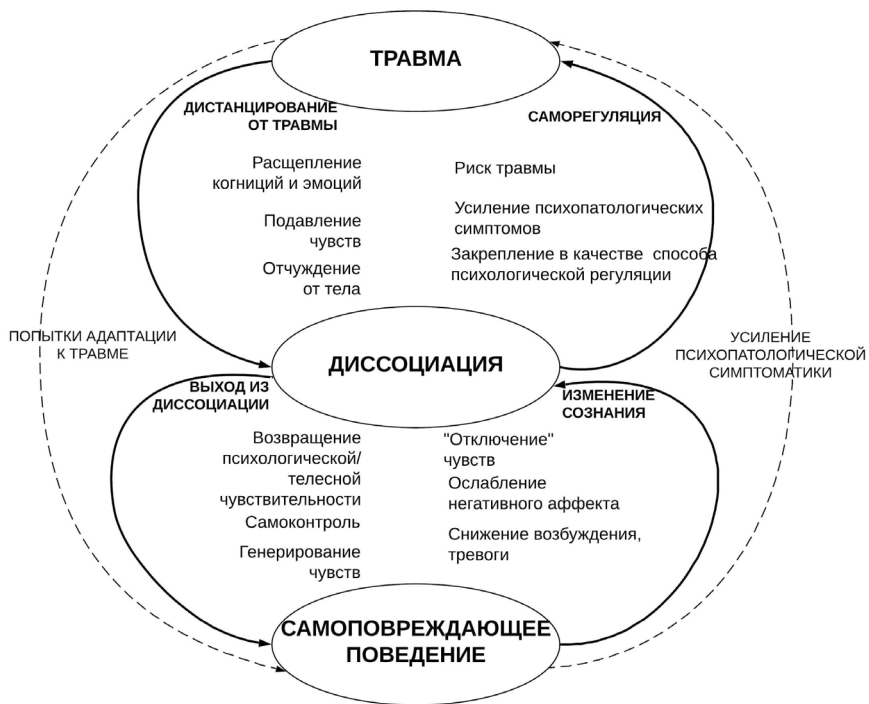 ТРАВМА
ДИСТАНЦИРОВАНИЕ
ОТ ТРАВМЫ
Расщепление
когниций и эмоций
Подавление
чувств
Отчуждение
от тела
САМОРЕГУЛЯЦИЯ
Риск травмы
Усиление психопатологических
симптомов
Закрепление в качестве способа
психологической регуляции
ПОПЫТКИ АДАПТАЦИИ
К ТРАВМЕ
ДИССОЦИАЦИЯ
УСИЛЕНИЕ
ПСИХОПАТОЛОГИЧЕСКОЙ
СИМПТОМАТИКИ
ВЫХОД ИЗ
ДИССОЦИАЦИИ
Возвращение
психологической/
телесной
чувствительности
Самоконтроль
Генерирование
чувств
ИЗМЕНЕНИЕ
СОЗНАНИЯ
"Отключение"
чувств
Ослабление
негативного аффекта
Снижение возбуждения,
тревоги
САМОПОВРЕЖДАЮЩЕЕ
ПОВЕДЕНИЕ